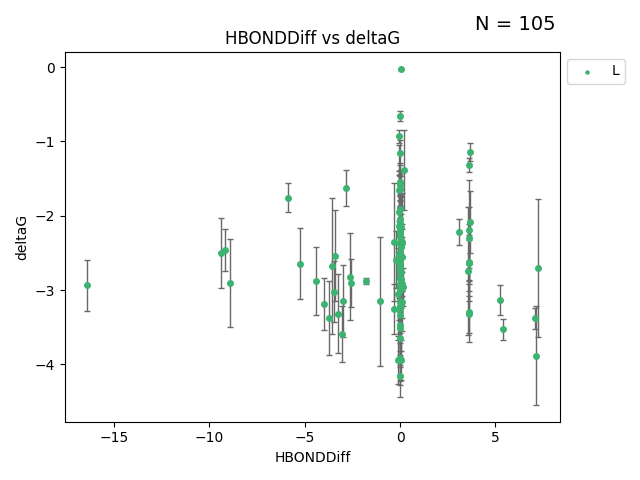 N = 105
HBONDDiff vs deltaG
L
deltaG
0
−1
−2
−3
−4
−15
−10
−5
0
5
HBONDDiff